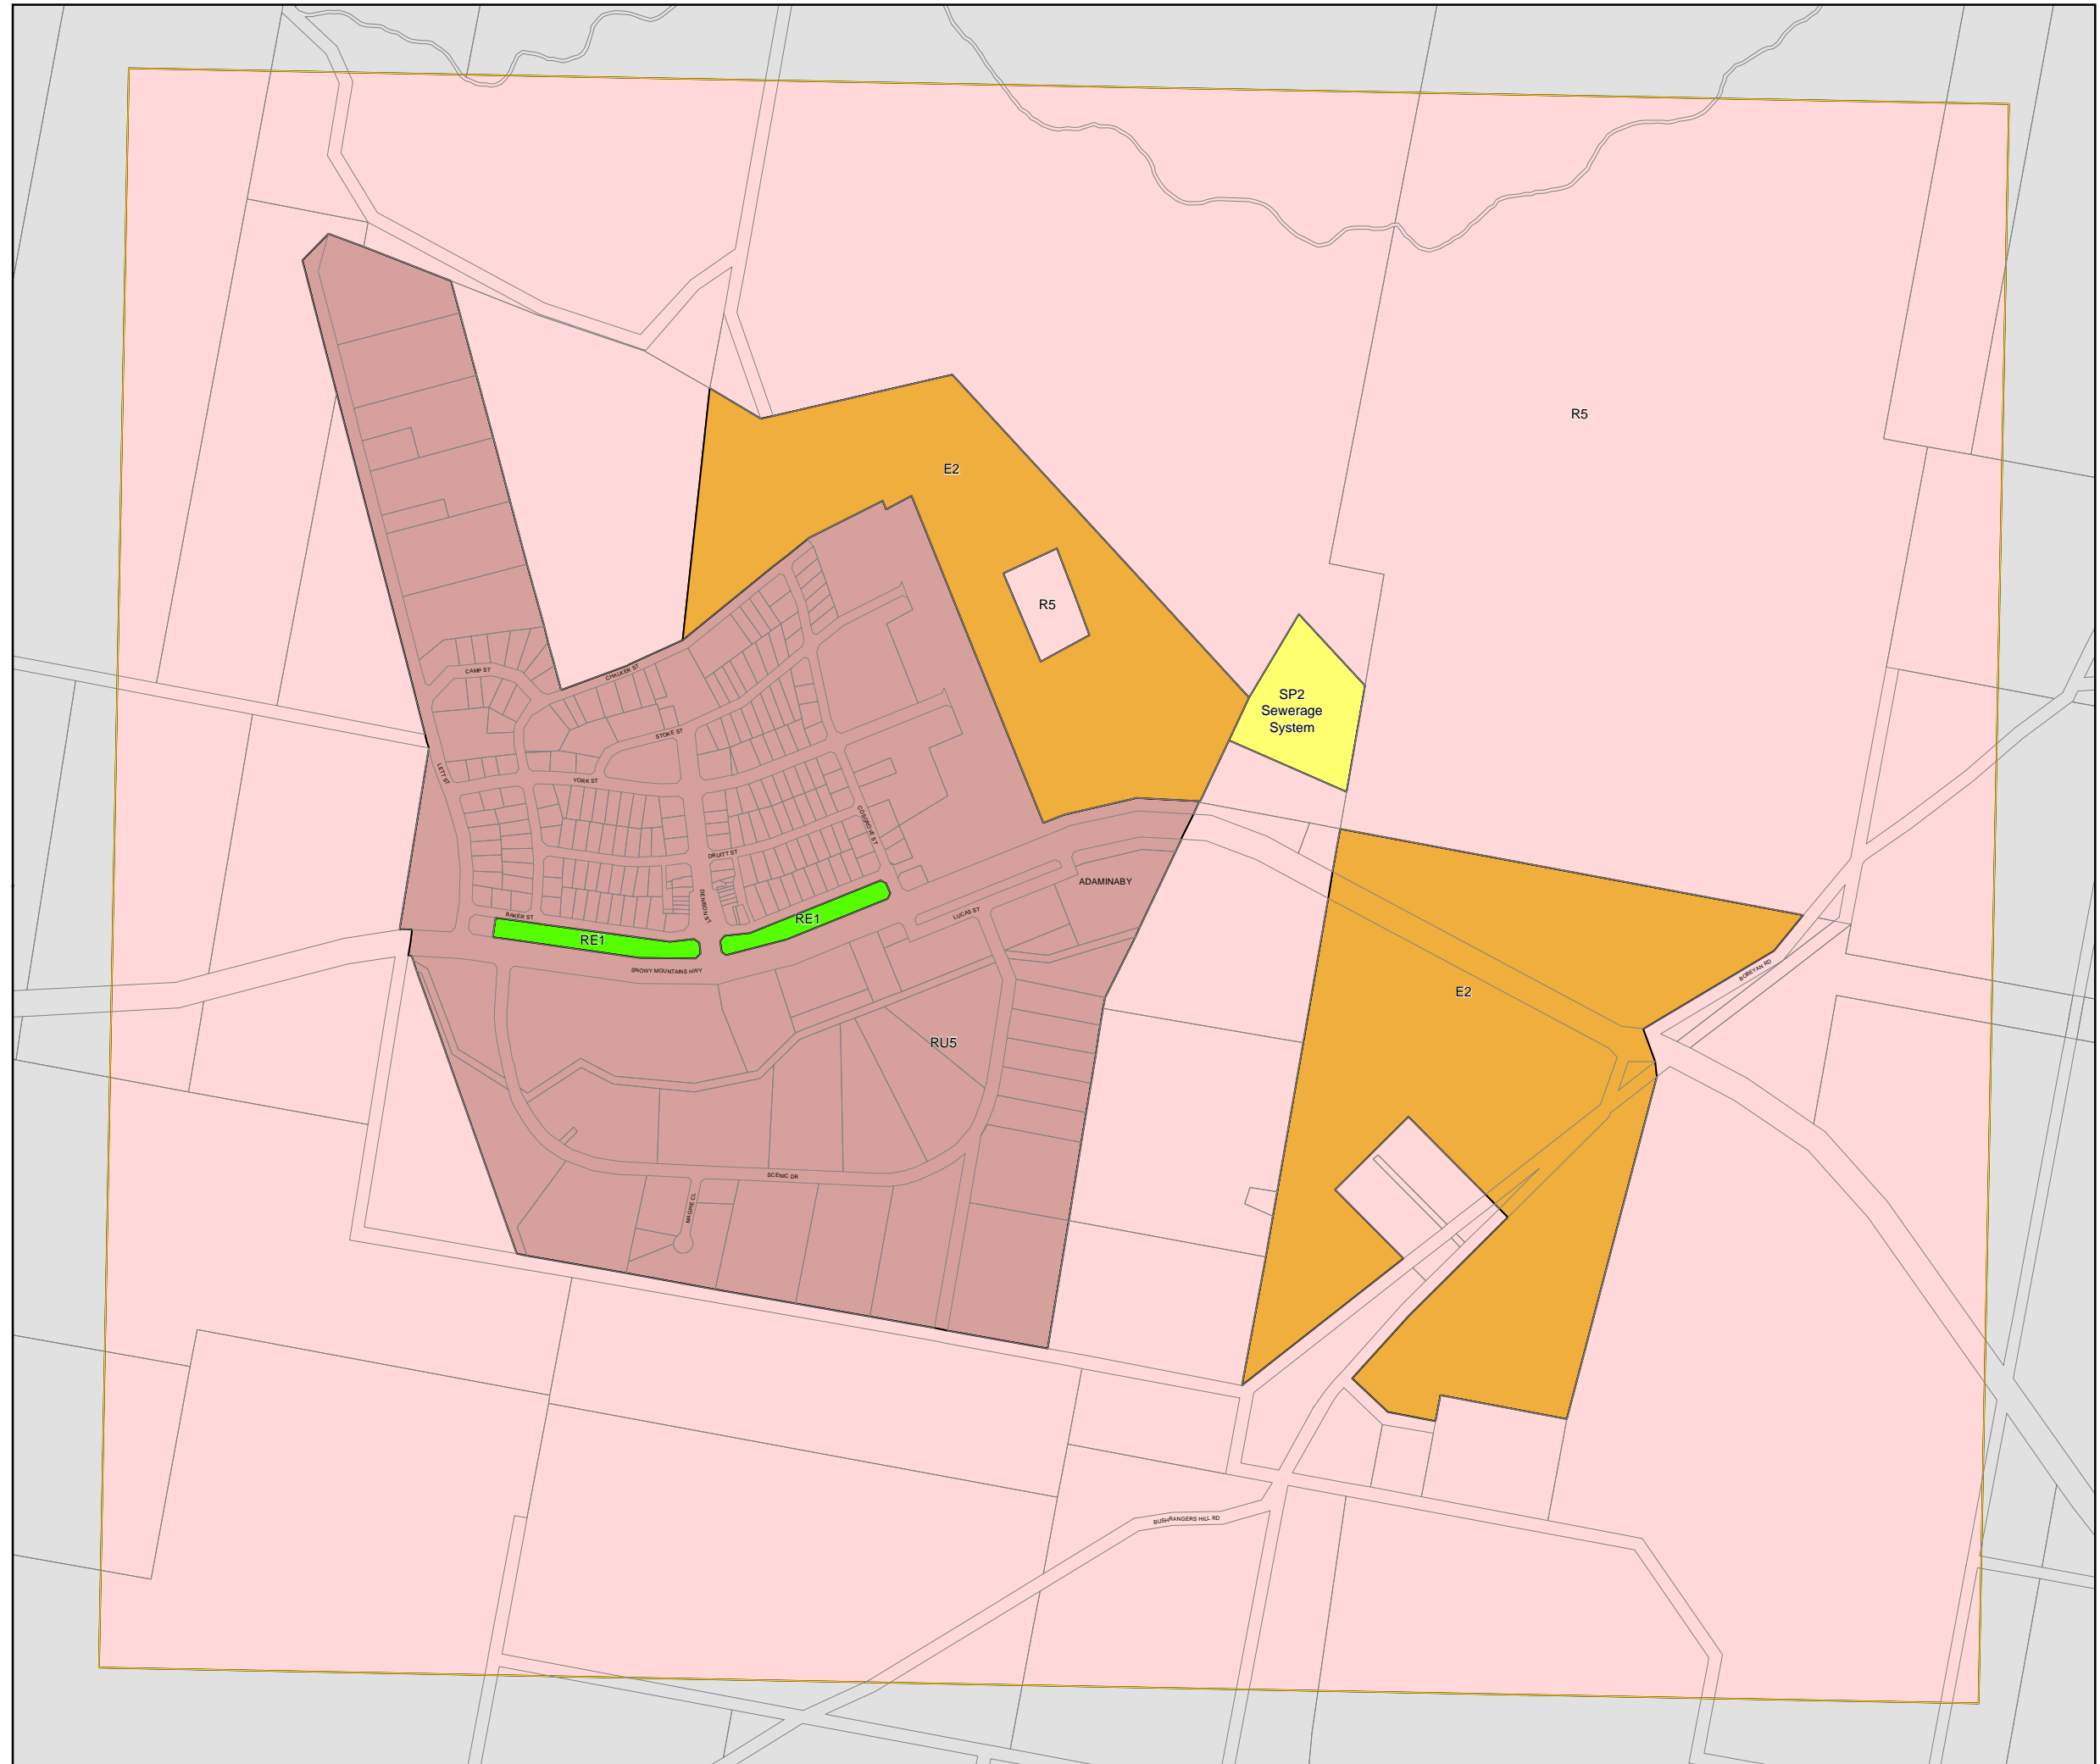 R5
E2
R5
SP2
Sewerage
System
CAMP ST
CHALKER ST
STOKE ST
LETT ST
YORK ST
COSGROVE ST
DRUITT ST
ADAMINABY
DENISON ST
BAKER ST
LUCAS ST
RE1
RE1
SNOWY MOUNTAINS HWY
BOBEYAN RD
E2
RU5
SCENIC DR
MAGPIE CL
BUSHRANGERS HILL RD